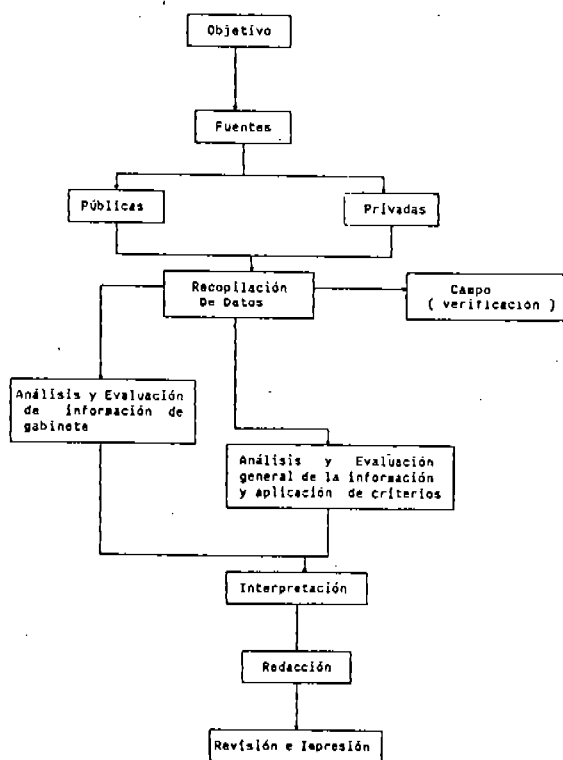 Objetivo
Fuentes
Públicas
Privadas
Recopilación
De Datos
Campo
( verificación )
Análisis y Evaluación
de información de
gabinete
Análisis y Evaluación
general de la información
y aplicación de criterios
Interpretación
Redacción
Revisión e Impresión